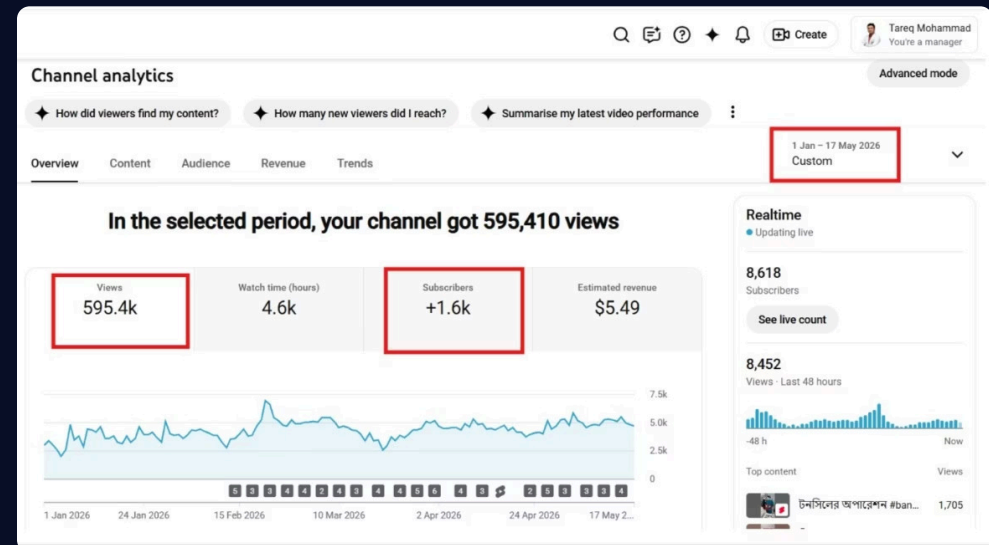 Create
Tareq Mohammad
You're a manager
Channel analytics
Advanced mode
How did viewers find my content?
How many new viewers did I reach?
Summarise my latest video performance
Overview
Content
Audience
Revenue
Trends
1 Jan – 17 May 2026
Custom
In the selected period, your channel got 595,410 views
Views
595.4k
Watch time (hours)
4.6k
Subscribers
+1.6k
Estimated revenue
$5.49
7.5k
5.0k
2.5k
0
5 3 3 4 4 2 4 3 4 4 5 6 4 3 2 5 3 3 3 4
1 Jan 2026
24 Jan 2026
15 Feb 2026
10 Mar 2026
2 Apr 2026
24 Apr 2026
17 May 2...
Realtime
Updating live
8,618
Subscribers
See live count
8,452
Views · Last 48 hours
-48 h
Now
Top content
Views
টনসিলের অপারেশন #ban...
1,705